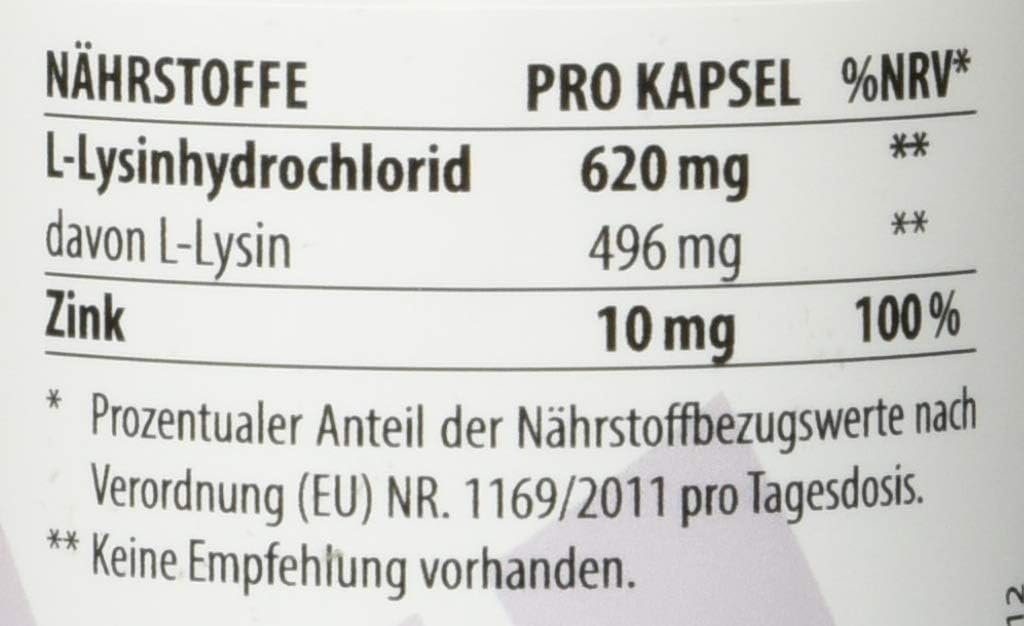 NÄHRSTOFFE PRO KAPSEL %NRV*
L-Lysinhydrochlorid 620 mg **
davon L-Lysin 496 mg **
Zink 10 mg 100 %
* Prozentualer Anteil der Nährstoffbezugswerte nach
Verordnung (EU) NR. 1169/2011 pro Tagesdosis.
** Keine Empfehlung vorhanden.